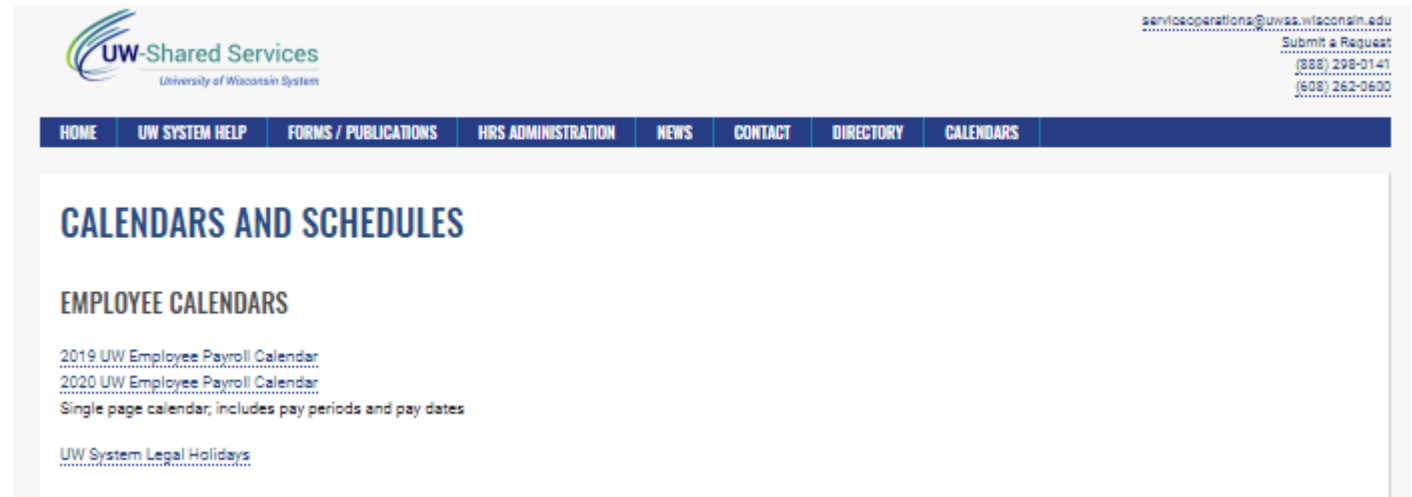 UW-Shared Services
University of Wisconsin System
serviceoperations@uwss.wisconsin.edu
Submit a Request
(888) 298-0141
(608) 262-0600
HOME UW SYSTEM HELP FORMS / PUBLICATIONS HRS ADMINISTRATION NEWS CONTACT DIRECTORY CALENDARS
CALENDARS AND SCHEDULES
EMPLOYEE CALENDARS
2019 UW Employee Payroll Calendar
2020 UW Employee Payroll Calendar
Single page calendar; includes pay periods and pay dates
UW System Legal Holidays